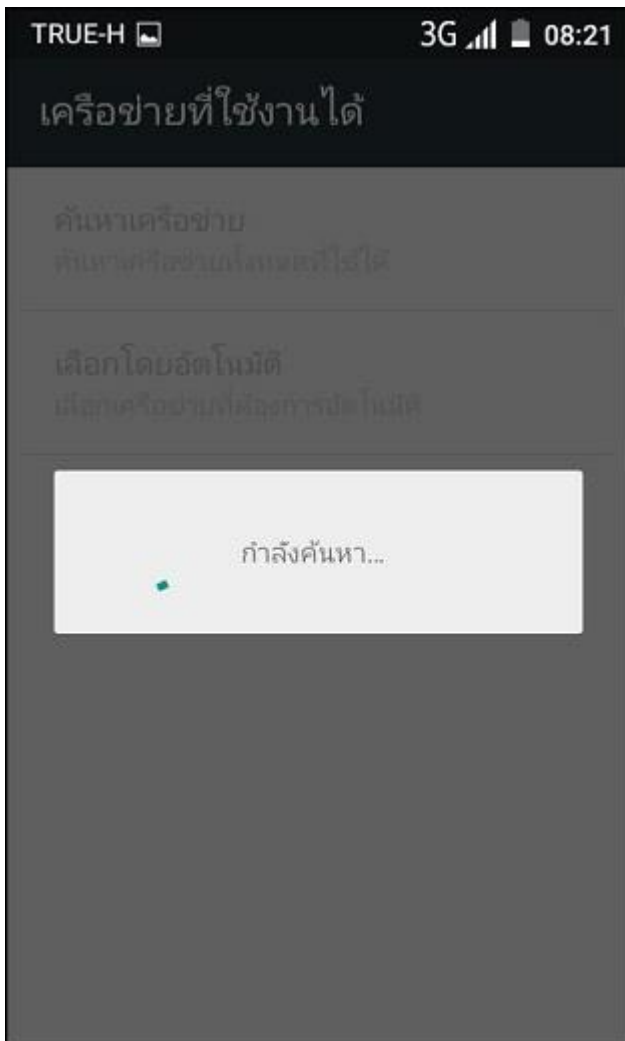 TRUE-H 3G 08:21
เครือข่ายที่ใช้งานได้
ค้นหาเครือข่าย
ค้นหาเครือข่ายทั้งหมดที่ใช้ได้
เลือกโดยอัตโนมัติ
เลือกเครือข่ายที่ต้องการอัตโนมัติ
กำลังค้นหา...